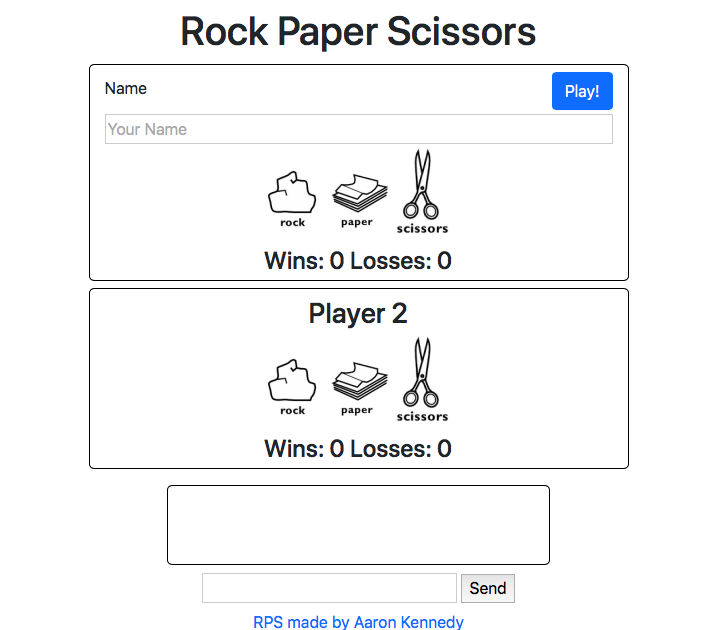 Rock Paper Scissors
Name
Play!
Your Name
rock paper scissors
Wins: 0 Losses: 0
Player 2
rock paper scissors
Wins: 0 Losses: 0
Send
RPS made by Aaron Kennedy